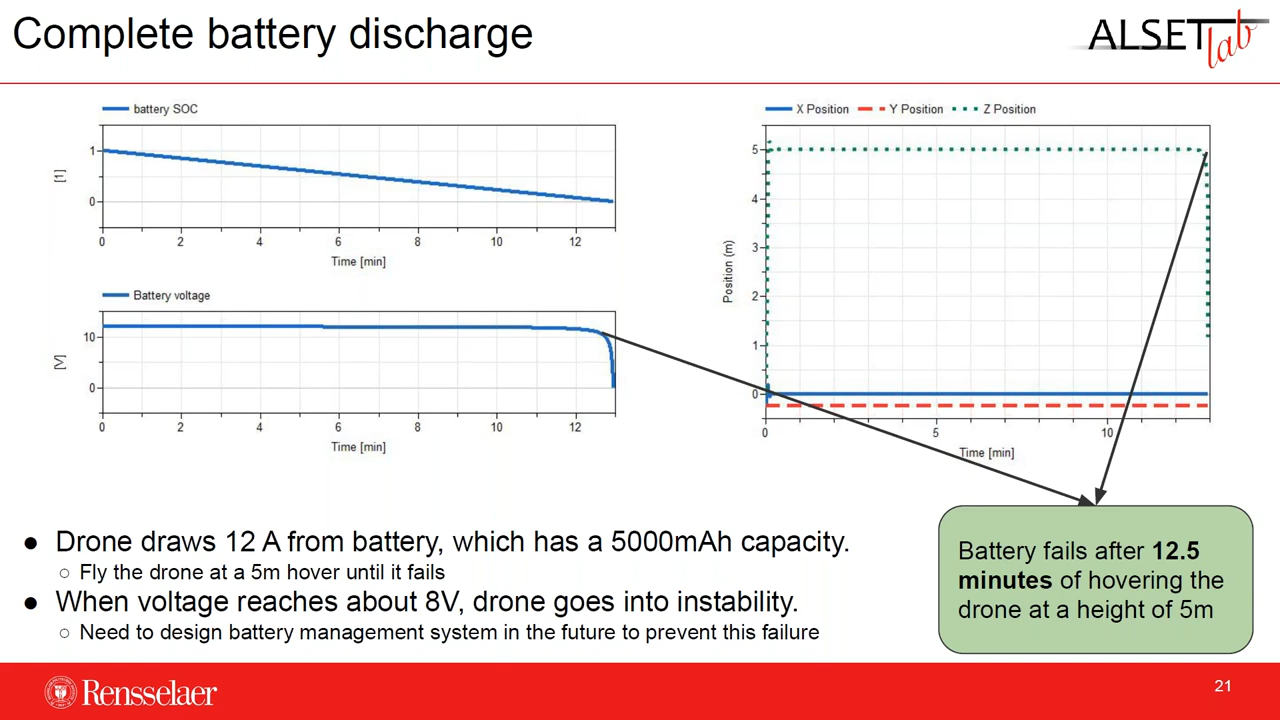 Complete battery discharge
ALSET lab
battery SOC
[1]
1
0
0 2 4 6 8 10 12
Time [min]
Battery voltage
[V]
10
0
0 2 4 6 8 10 12
Time [min]
X Position Y Position Z Position
Position (m)
5
4
3
2
1
0
0 5 10
Time [min]
● Drone draws 12 A from battery, which has a 5000mAh capacity.
○ Fly the drone at a 5m hover until it fails
● When voltage reaches about 8V, drone goes into instability.
○ Need to design battery management system in the future to prevent this failure
Battery fails after 12.5
minutes of hovering the
drone at a height of 5m
Rensselaer
21